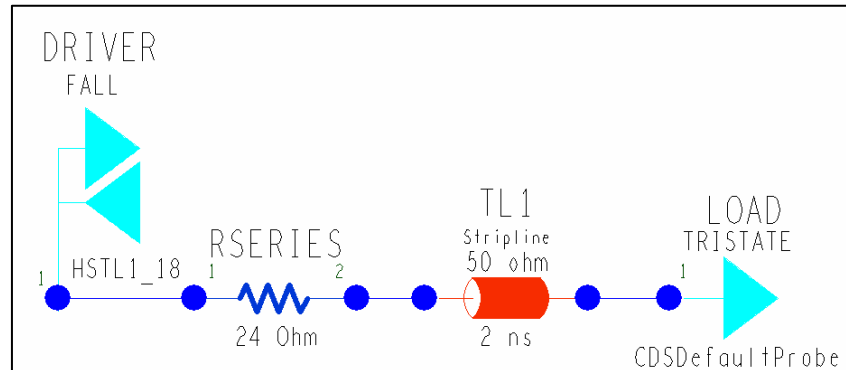 DRIVER
FALL
1
HSTL1_18
RSERIES
1
2
24 Ohm
TL1
Stripline
50 ohm
2 ns
LOAD
TRISTATE
1
CDSDefaultProbe